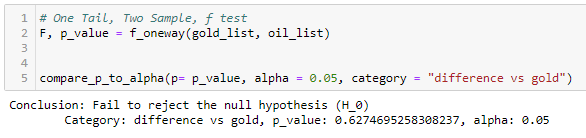 1 # One Tail, Two Sample, f test
2 F, p_value = f_oneway(gold_list, oil_list)
3
4
5 compare_p_to_alpha(p= p_value, alpha = 0.05, category = "difference vs gold")
Conclusion: Fail to reject the null hypothesis (H_0)
Category: difference vs gold, p_value: 0.6274695258308237, alpha: 0.05